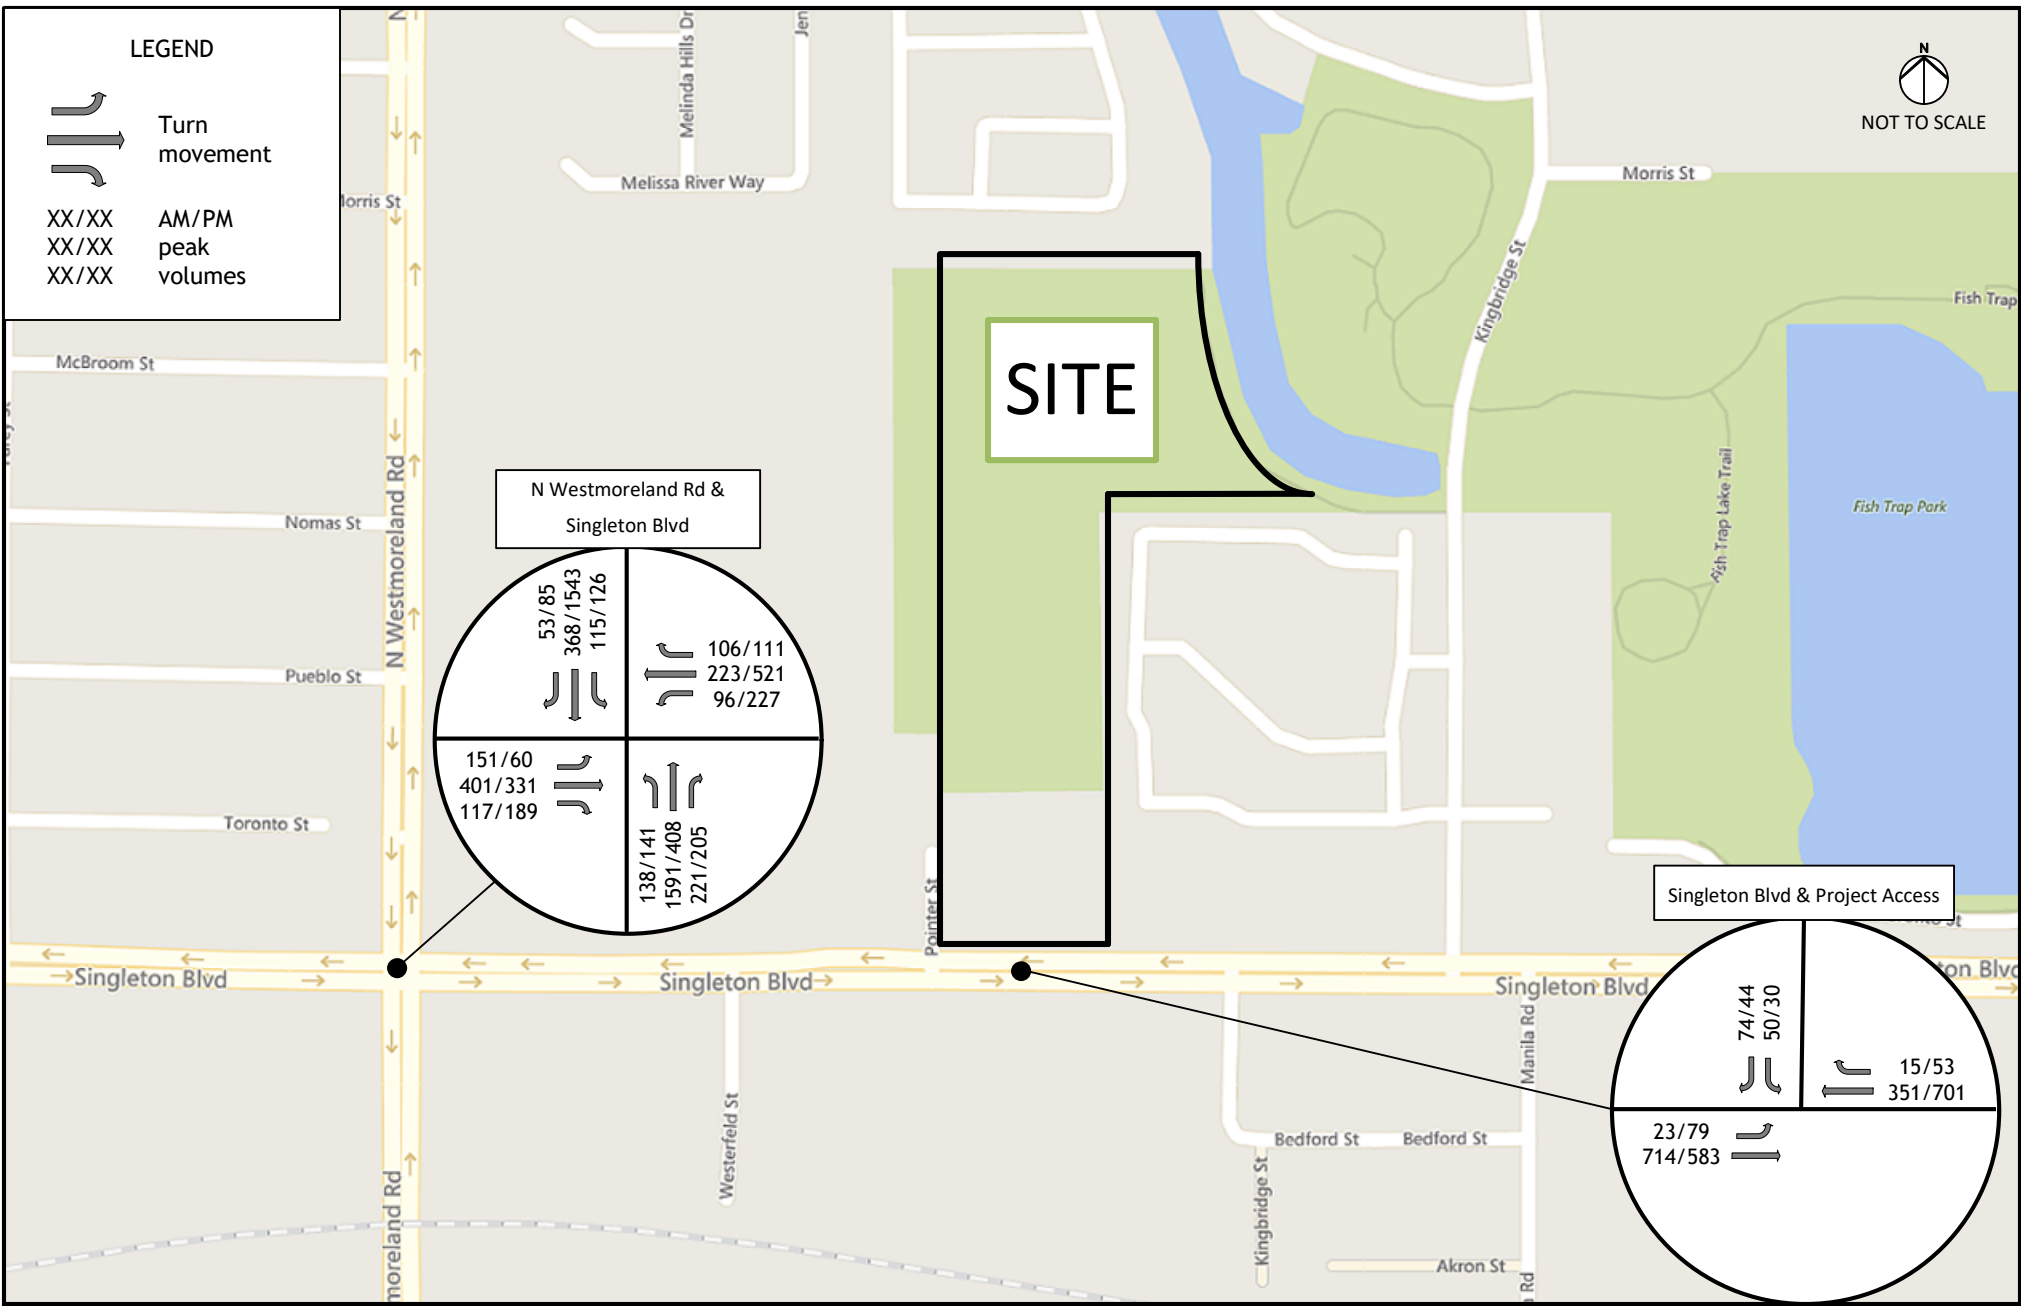 LEGEND
Turn
movement
XX/XX AM/PM
XX/XX peak
XX/XX volumes
N
NOT TO SCALE
Melinda Hills Dr
Jen
Melissa River Way
Morris St
Morris St
Kingbridge St
Fish Trap
McBroom St
SITE
N Westmoreland Rd
Fish Trap Lake Trail
Fish Trap Park
Nomas St
N Westmoreland Rd &
Singleton Blvd
53/85
368/1543
115/126
106/111
223/521
96/227
Pueblo St
151/60
401/331
117/189
138/141
1591/408
221/205
Toronto St
Pointer St
Singleton Blvd & Project Access
Singleton Blvd
Singleton Blvd
Singleton Blvd
ton Blvd
74/44
50/30
15/53
351/701
23/79
714/583
Manila Rd
Westerfeld St
Bedford St
Bedford St
Kingbridge St
moreland Rd
Akron St
Rd